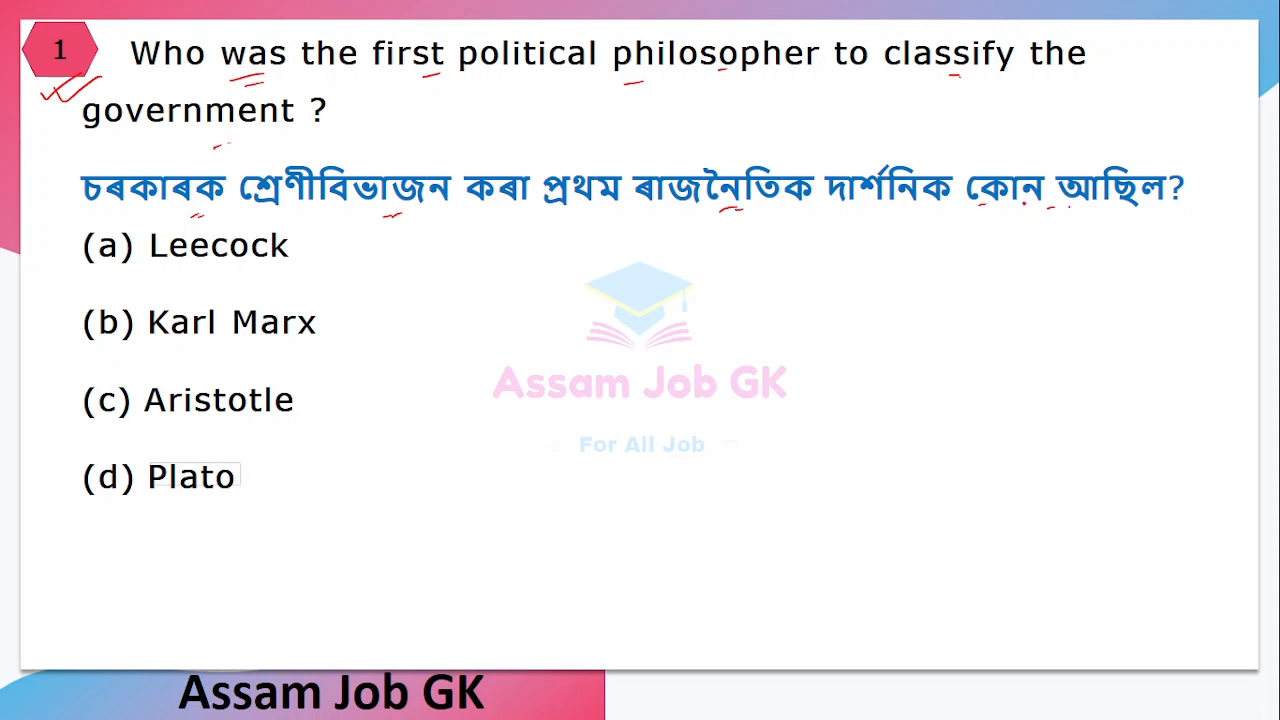 1 Who was the first political philosopher to classify the
government ?
চৰকাৰক শ্ৰেণীবিভাজন কৰা প্ৰথম ৰাজনৈতিক দাৰ্শনিক কোন আছিল?
(a) Leecock
(b) Karl Marx
(c) Aristotle
(d) Plato
Assam Job GK
For All Job
Assam Job GK